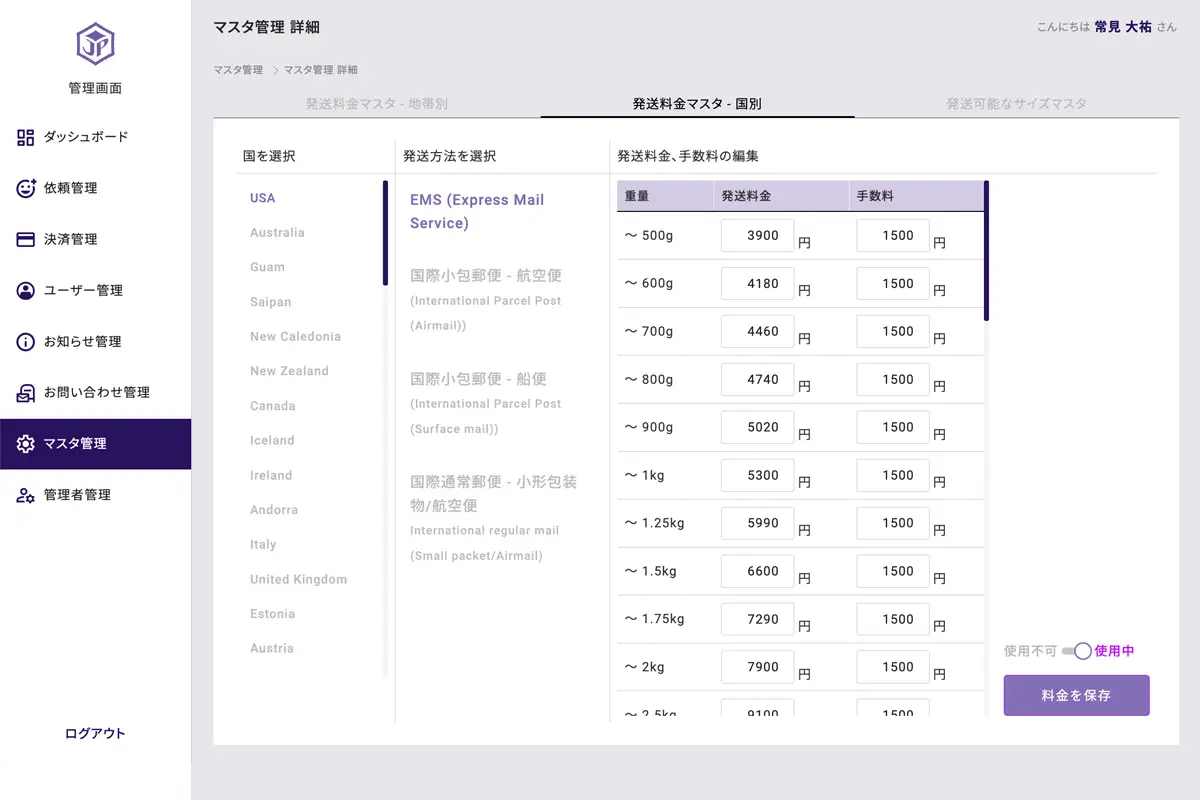 JP
管理画面
ダッシュボード
依頼管理
決済管理
ユーザー管理
お知らせ管理
お問い合わせ管理
マスタ管理
管理者管理
ログアウト
マスタ管理 詳細
こんにちは 常見 大祐 さん
マスタ管理 > マスタ管理 詳細
発送料金マスタ - 地帯別
発送料金マスタ - 国別
発送可能なサイズマスタ
国を選択
USA
Australia
Guam
Saipan
New Caledonia
New Zealand
Canada
Iceland
Ireland
Andorra
Italy
United Kingdom
Estonia
Austria
発送方法を選択
EMS (Express Mail
Service)
国際小包郵便 - 航空便
(International Parcel Post
(Airmail))
国際小包郵便 - 船便
(International Parcel Post
(Surface mail))
国際通常郵便 - 小形包装
物/航空便
International regular mail
(Small packet/Airmail)
発送料金、手数料の編集
重量 発送料金 手数料
〜 500g 3900 円 1500 円
〜 600g 4180 円 1500 円
〜 700g 4460 円 1500 円
〜 800g 4740 円 1500 円
〜 900g 5020 円 1500 円
〜 1kg 5300 円 1500 円
〜 1.25kg 5990 円 1500 円
〜 1.5kg 6600 円 1500 円
〜 1.75kg 7290 円 1500 円
〜 2kg 7900 円 1500 円
〜 2.5kg 9100 1500
使用不可 使用中
料金を保存